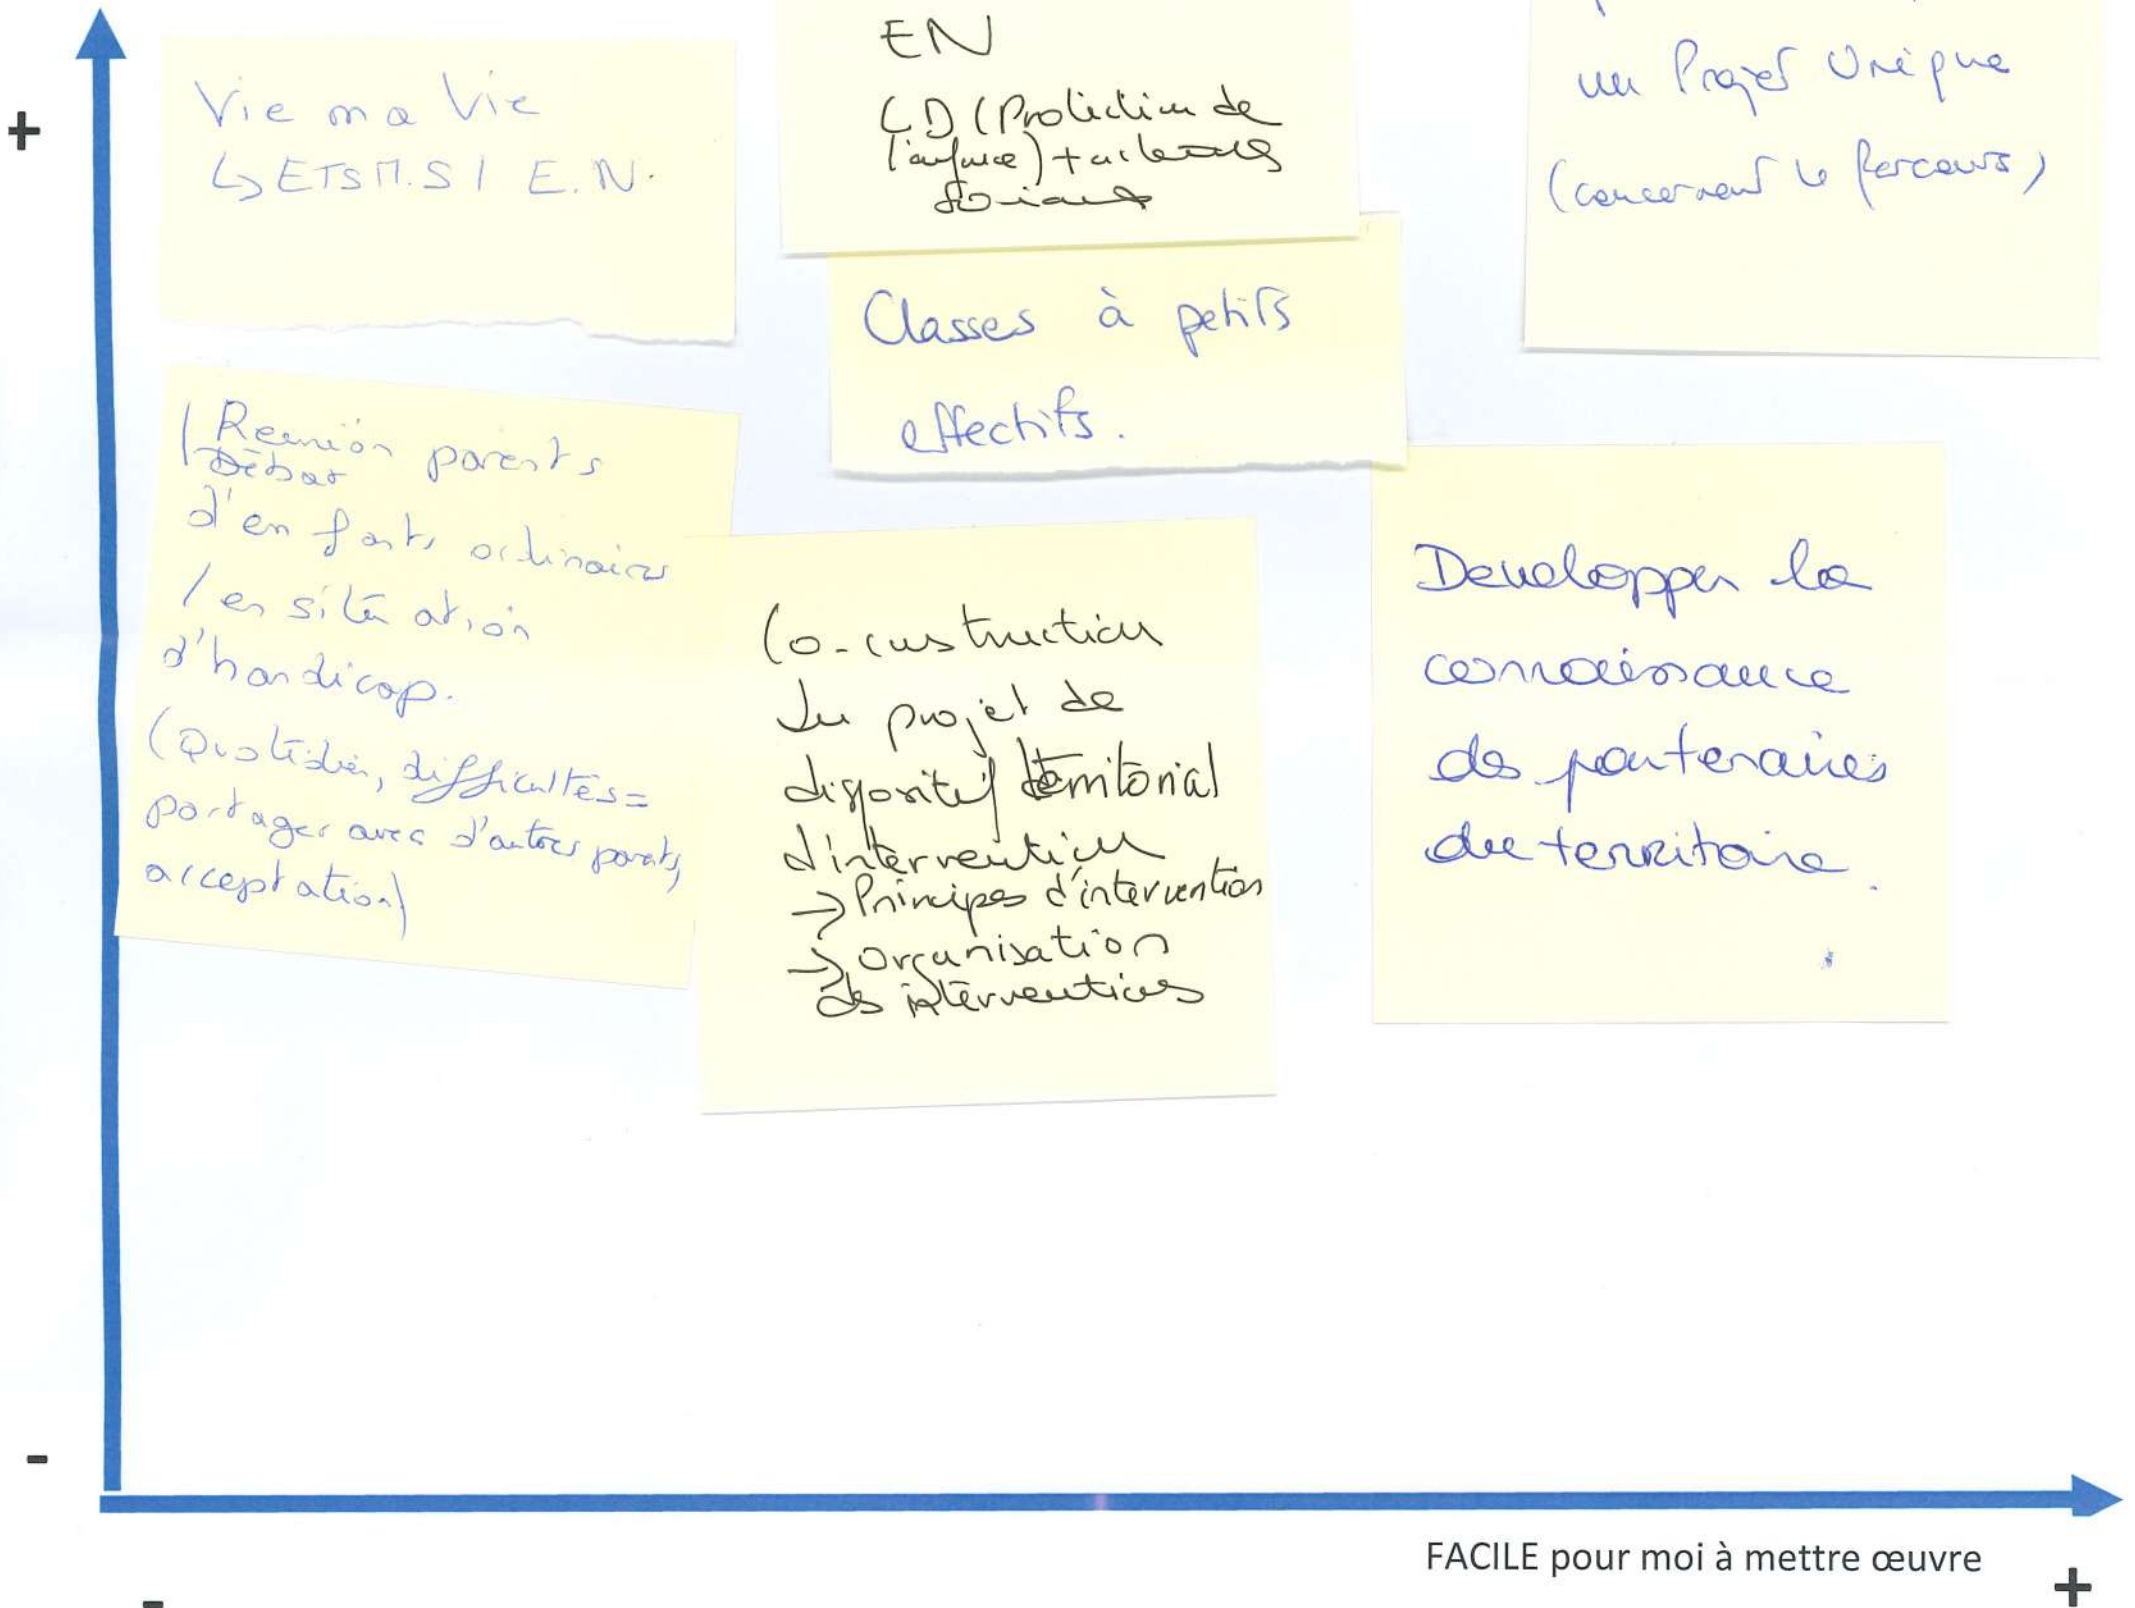 +
Vie ma Vie
↳ ETS M.S / E.N.
EN
CD (Protection de
l'enfance) + acteurs
sociaux
un Projet Unique
(concernant le Parcours)
Classes à petits
effectifs.
/ Reunion parents
Débat
d'enfants ordinaires
/ en situation
d'handicap.
(Quotidien, difficultés =
partager avec d'autres parents,
acceptation)
Co-construction
du projet de
dispositif territorial
d'intervention
→ Principes d'intervention
→ Organisation
des interventions
Developper la
connaissance
des partenaires
du territoire.
-
FACILE pour moi à mettre œuvre
+
-